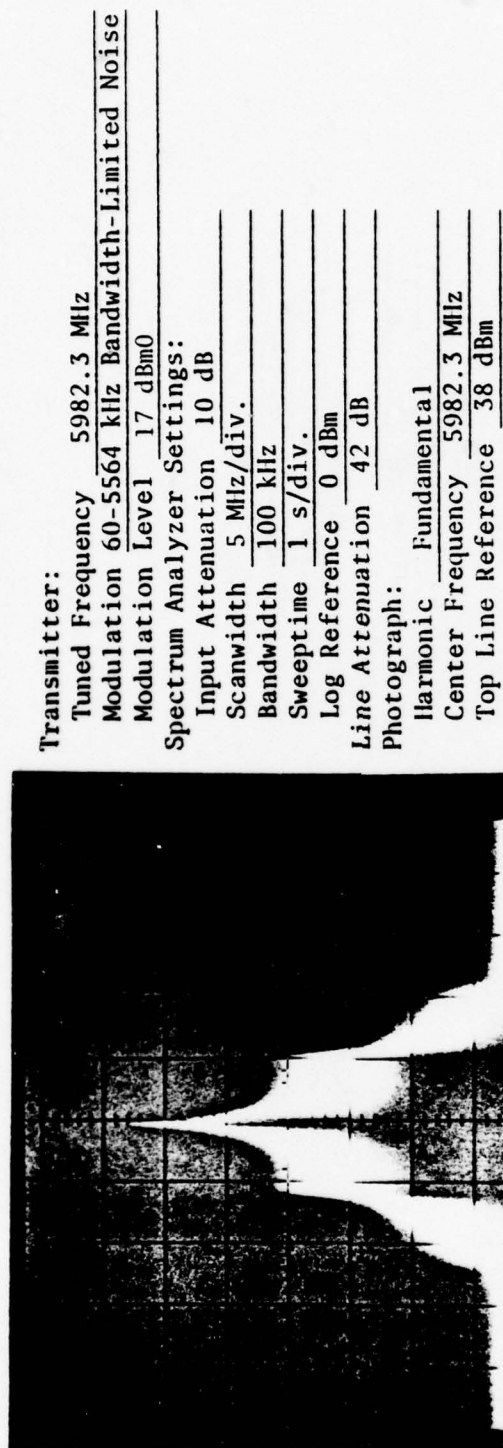 Transmitter:
Tuned Frequency 5982.3 MHz
Modulation 60-5564 kHz Bandwidth-Limited Noise
Modulation Level 17 dBm0
Spectrum Analyzer Settings:
Input Attenuation 10 dB
Scanwidth 5 MHz/div.
Bandwidth 100 kHz
Sweeptime 1 s/div.
Log Reference 0 dBm
Line Attenuation 42 dB
Photograph:
Harmonic Fundamental
Center Frequency 5982.3 MHz
Top Line Reference 38 dBm